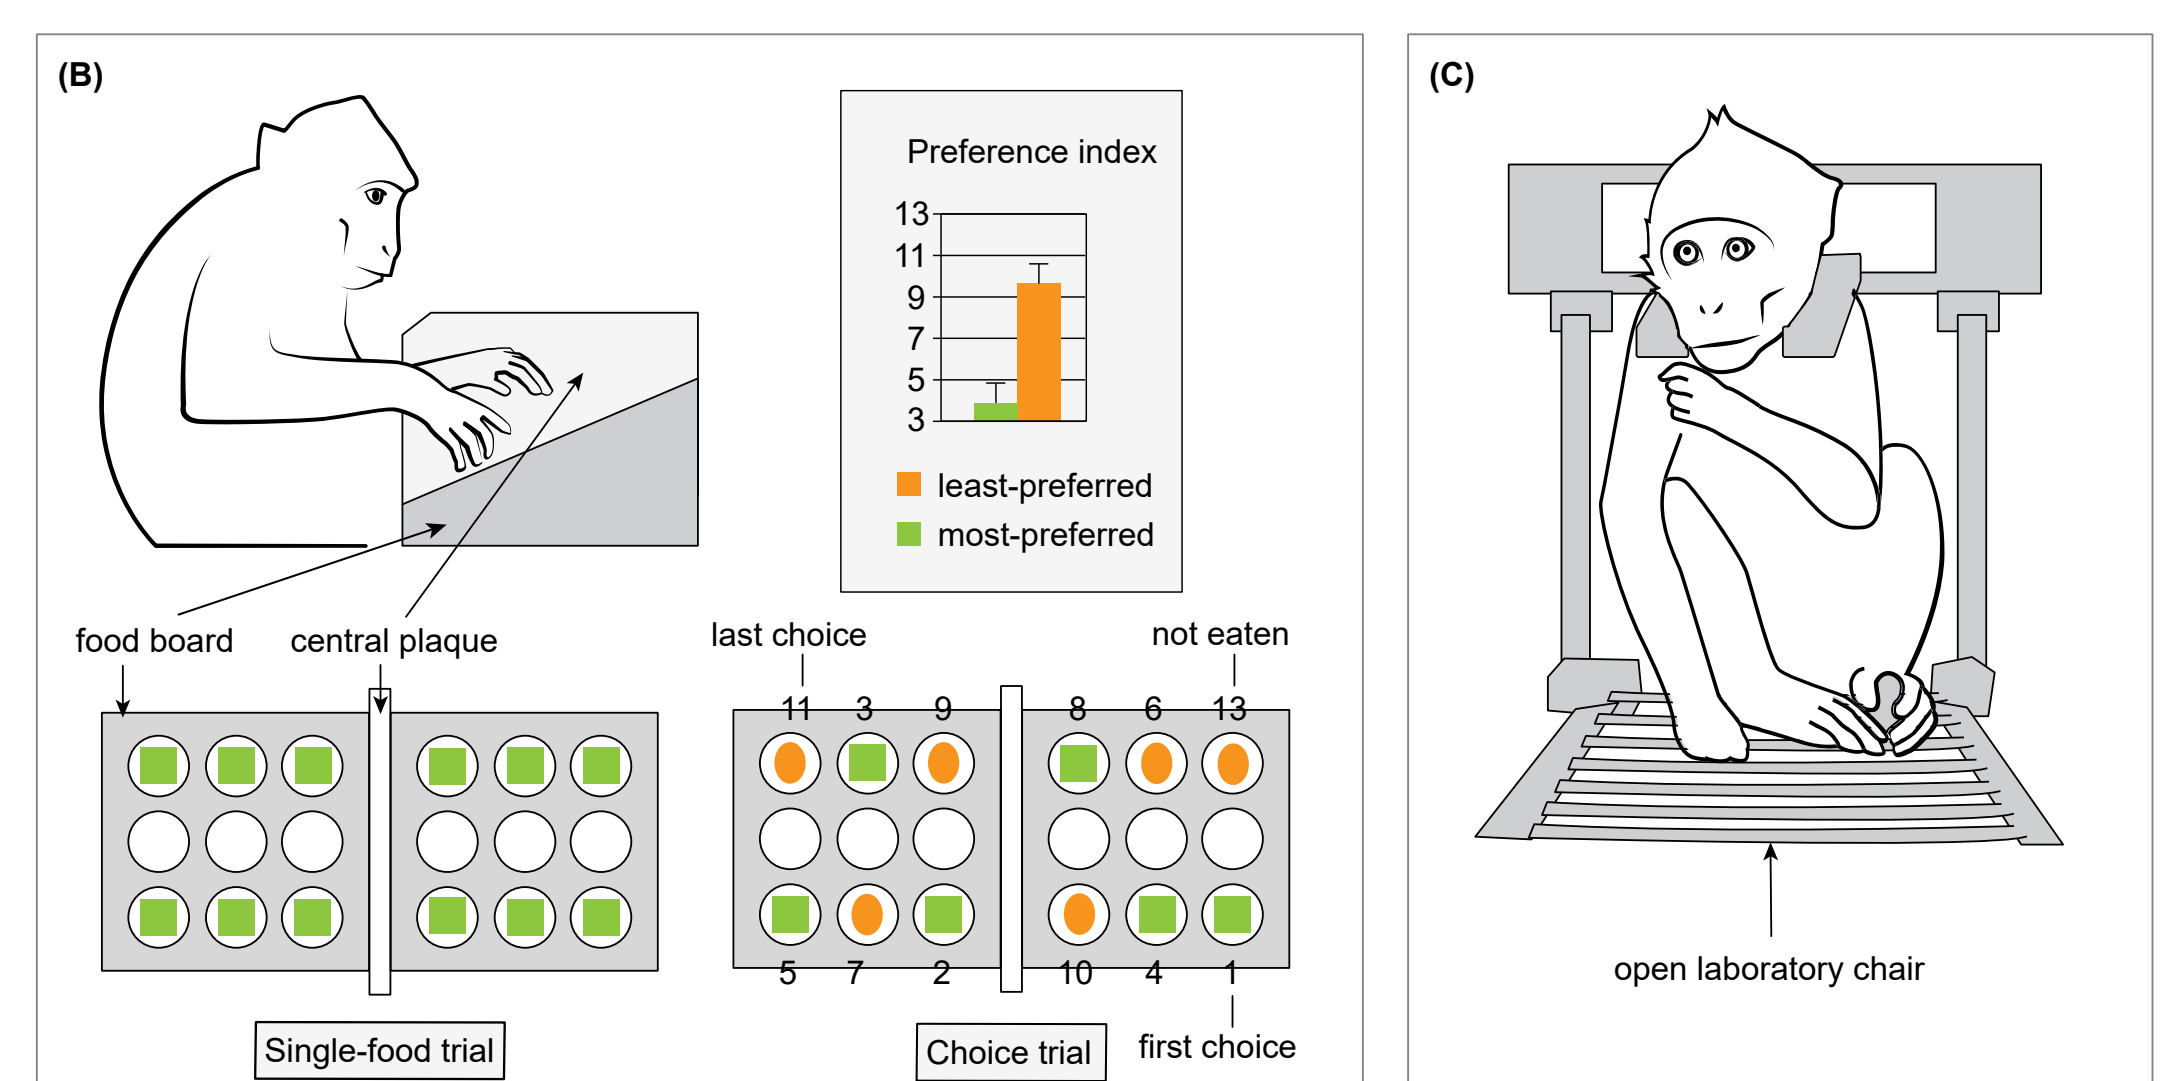 (B)
Preference index
13
11
9
7
5
3
least-preferred
most-preferred
food board
central plaque
last choice
not eaten
11 3 9 8 6 13
5 7 2 10 4 1
Single-food trial
Choice trial
first choice
(C)
open laboratory chair